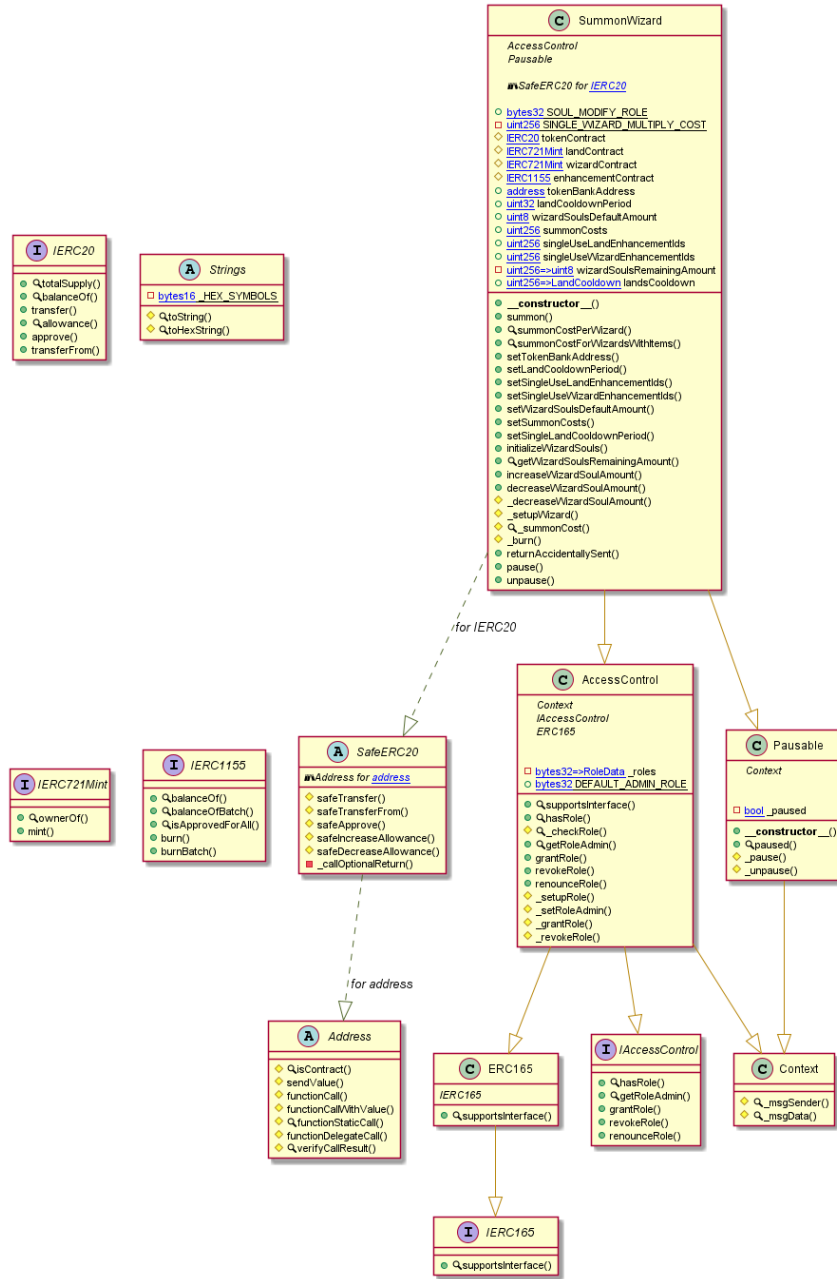 C SummonWizard
AccessControl
Pausable
SafeERC20 for IERC20
bytes32 SOUL_MODIFY_ROLE
uint256 SINGLE_WIZARD_MULTIPLY_COST
IERC20 tokenContract
IERC721Mint landContract
IERC721Mint wizardContract
IERC1155 enhancementContract
address tokenBankAddress
uint32 landCooldownPeriod
uint8 wizardSoulsDefaultAmount
uint256 summonCosts
uint256 singleUseLandEnhancementIds
uint256 singleUseWizardEnhancementIds
uint256=>uint8 wizardSoulsRemainingAmount
uint256=>LandCooldown landsCooldown
__constructor__()
summon()
summonCostPerWizard()
summonCostForWizardsWithItems()
setTokenBankAddress()
setLandCooldownPeriod()
setSingleUseLandEnhancementIds()
setSingleUseWizardEnhancementIds()
setWizardSoulsDefaultAmount()
setSummonCosts()
setSingleLandCooldownPeriod()
initializeWizardSouls()
getWizardSoulsRemainingAmount()
increaseWizardSoulAmount()
decreaseWizardSoulAmount()
_decreaseWizardSoulAmount()
_setupWizard()
_summonCost()
_burn()
returnAccidentallySent()
pause()
unpause()
I IERC20
totalSupply()
balanceOf()
transfer()
allowance()
approve()
transferFrom()
A Strings
bytes16 _HEX_SYMBOLS
toString()
toHexString()
for IERC20
I IERC721Mint
ownerOf()
mint()
I IERC1155
balanceOf()
balanceOfBatch()
isApprovedForAll()
burn()
burnBatch()
A SafeERC20
Address for address
safeTransfer()
safeTransferFrom()
safeApprove()
safeIncreaseAllowance()
safeDecreaseAllowance()
_callOptionalReturn()
C AccessControl
Context
IAccessControl
ERC165
bytes32=>RoleData _roles
bytes32 DEFAULT_ADMIN_ROLE
supportsInterface()
hasRole()
_checkRole()
getRoleAdmin()
grantRole()
revokeRole()
renounceRole()
_setupRole()
_setRoleAdmin()
_grantRole()
_revokeRole()
C Pausable
Context
bool _paused
__constructor__()
paused()
_pause()
_unpause()
for address
A Address
isContract()
sendValue()
functionCall()
functionCallWithValue()
functionStaticCall()
functionDelegateCall()
verifyCallResult()
C ERC165
IERC165
supportsInterface()
I IAccessControl
hasRole()
getRoleAdmin()
grantRole()
revokeRole()
renounceRole()
C Context
_msgSender()
_msgData()
I IERC165
supportsInterface()